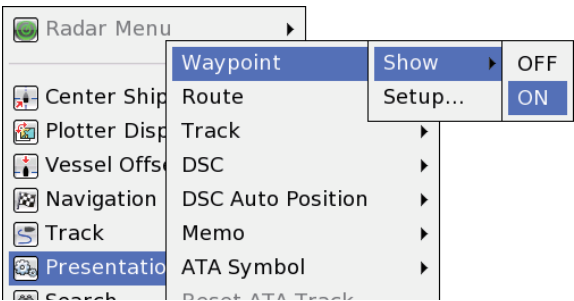 Radar Menu
Waypoint
Show
OFF
Center Ship
Route
Setup...
ON
Plotter Disp
Track
Vessel Offs
DSC
Navigation
DSC Auto Position
Track
Memo
Presentatio
ATA Symbol
Search
Reset ATA Track